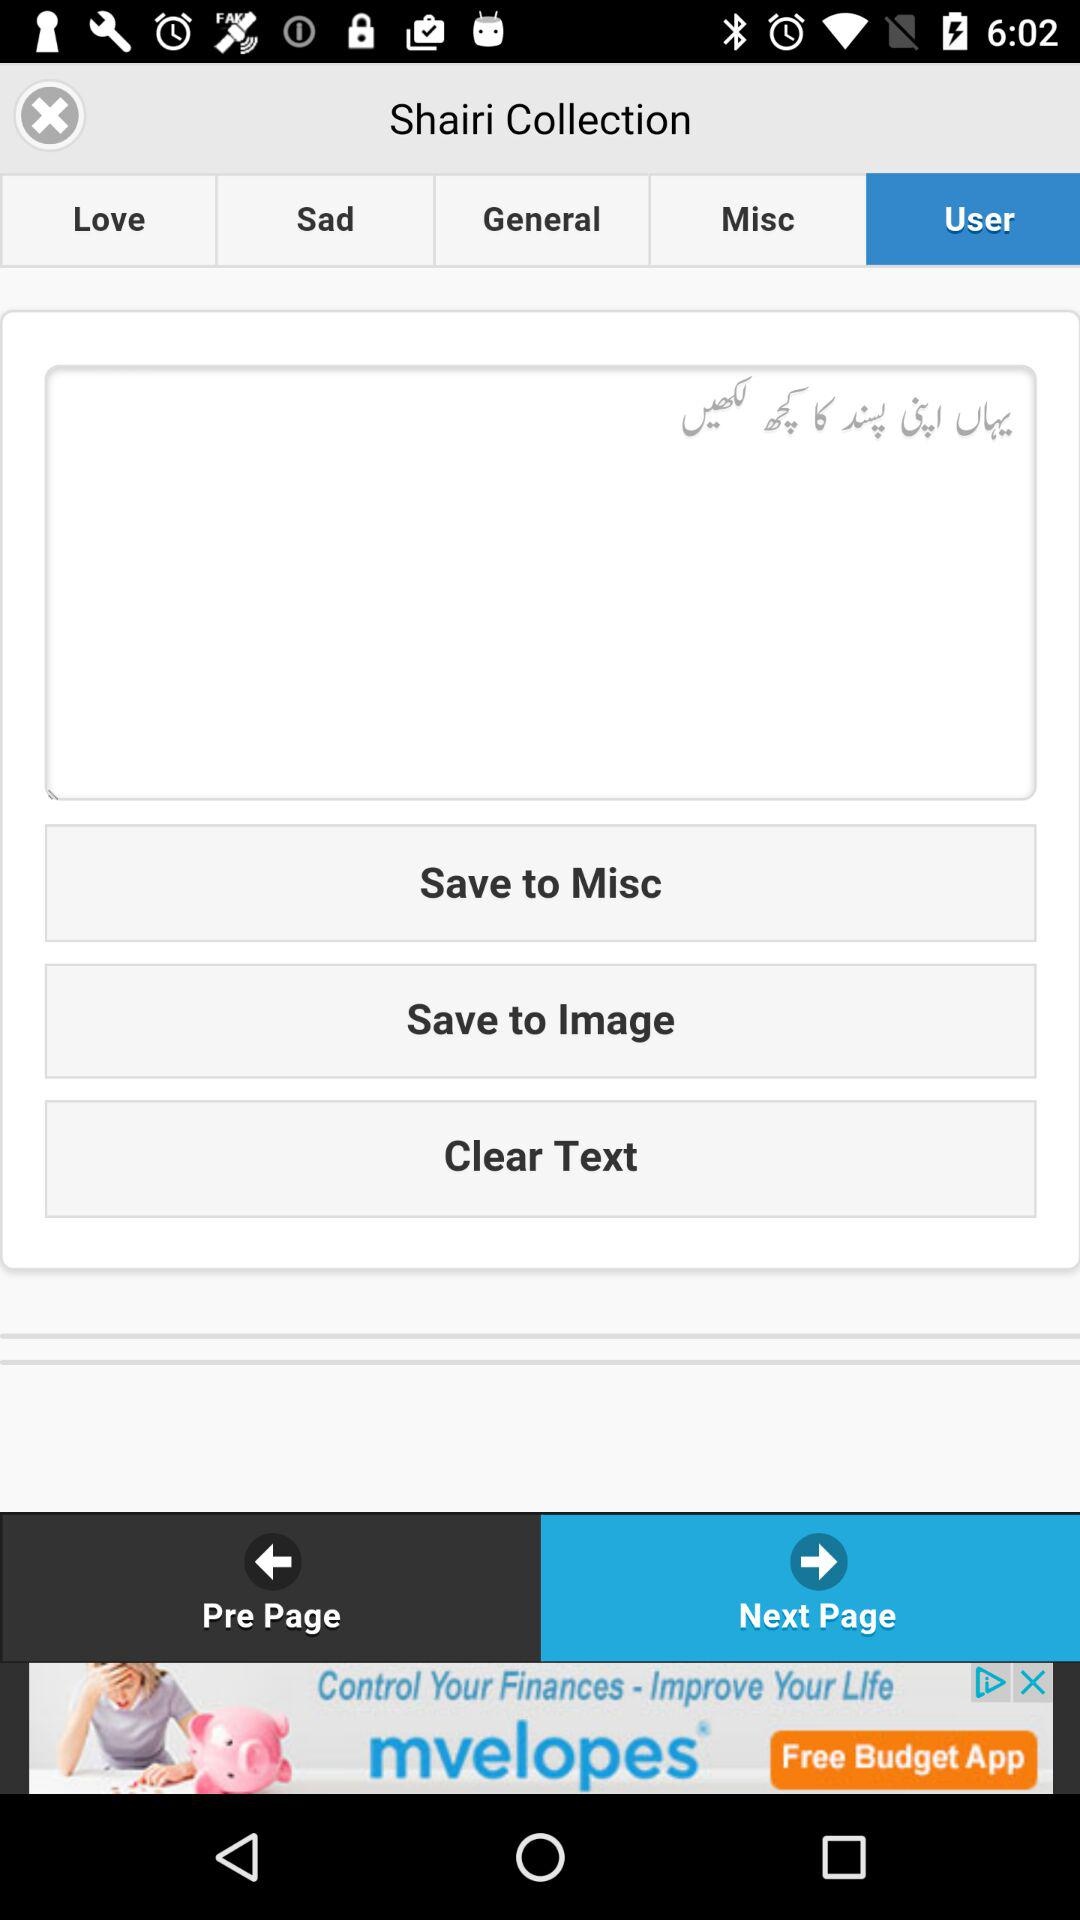 FAKE
6:02
Shairi Collection
Love Sad General Misc User
یہاں اپنی پسند کا کچھ لکھیں
Save to Misc
Save to Image
Clear Text
Pre Page Next Page
Control Your Finances - Improve Your LIfe
mvelopes®
Free Budget App